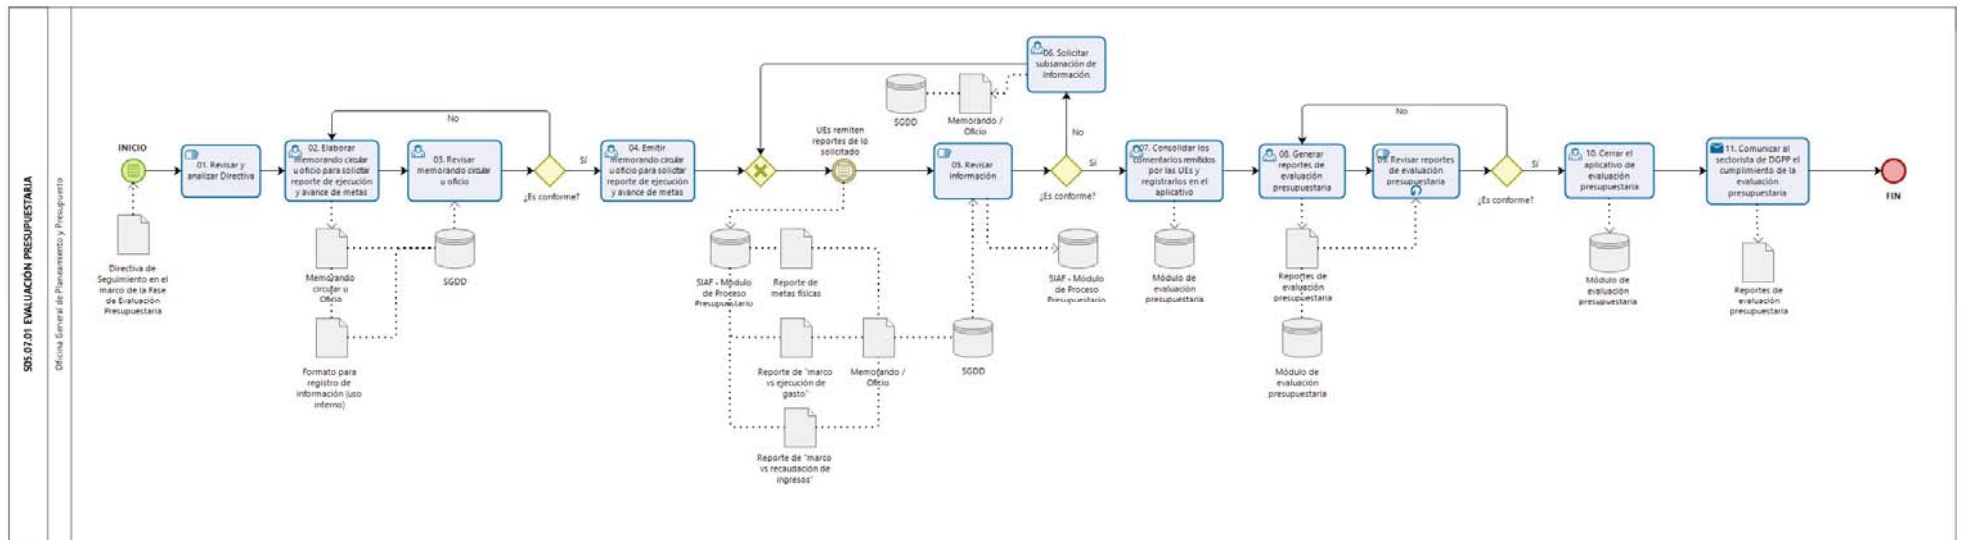 S05.07.01 EVALUACIÓN PRESUPUESTARIA
Oficina General de Planeamiento y Presupuesto
INICIO
Directiva de
Seguimiento en el
marco de la Fase
de Evaluación
Presupuestaria
01. Revisar y
analizar Directiva
02. Elaborar
memorando circular
u oficio para solicitar
reporte de ejecución
y avance de metas
Memorando
circular u
Oficio
Formato para
registro de
información (uso
interno)
No
03. Revisar
memorando circular
u oficio
SGDD
¿Es conforme?
Sí
04. Emitir
memorando circular
u oficio para solicitar
reporte de ejecución
y avance de metas
UEs remiten
reportes de lo
solicitado
SIAF - Módulo
de Proceso
Presupuestario
Reporte de
metas físicas
Reporte de "marco
vs ejecución de
gasto"
Memorando /
Oficio
Reporte de "marco
vs recaudación de
ingresos"
SGDD
05. Revisar
información
SIAF - Módulo
de Proceso
Presupuestario
¿Es conforme?
No
06. Solicitar
subsanación de
información
Memorando /
Oficio
SGDD
Sí
07. Consolidar los
comentarios remitidos
por las UEs y
registrarlos en el
aplicativo
Módulo de
evaluación
presupuestaria
08. Generar
reportes de
evaluación
presupuestaria
Reportes de
evaluación
presupuestaria
Módulo de
evaluación
presupuestaria
No
09. Revisar reportes
de evaluación
presupuestaria
¿Es conforme?
Sí
10. Cerrar el
aplicativo de
evaluación
presupuestaria
Módulo de
evaluación
presupuestaria
11. Comunicar al
sectorista de DGPP el
cumplimiento de la
evaluación
presupuestaria
Reportes de
evaluación
presupuestaria
FIN